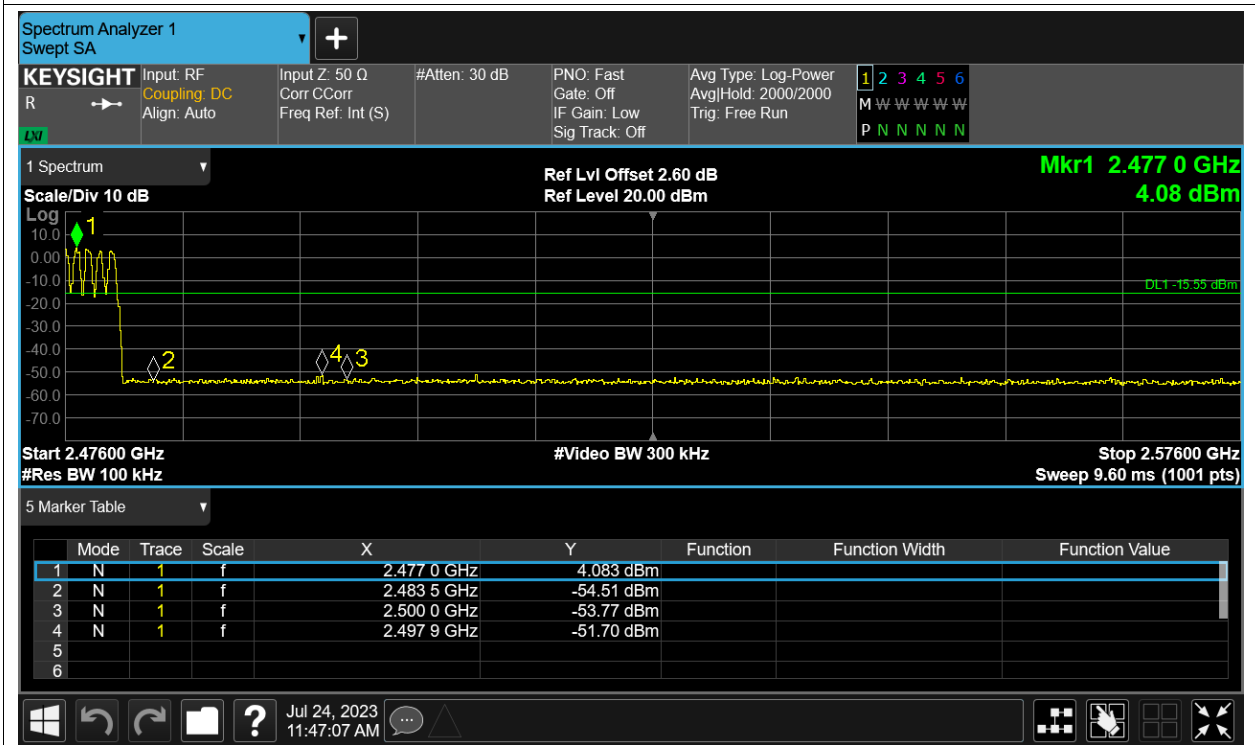 Spectrum Analyzer 1
Swept SA
+
KEYSIGHT Input: RF Input Z: 50 Ω #Atten: 30 dB PNO: Fast Avg Type: Log-Power 1 2 3 4 5 6
R Coupling: DC Corr CCorr Gate: Off Avg|Hold: 2000/2000 M W W W W W
Align: Auto Freq Ref: Int (S) IF Gain: Low Trig: Free Run
LXI Sig Track: Off P N N N N N
1 Spectrum Ref Lvl Offset 2.60 dB Mkr1 2.477 0 GHz
Scale/Div 10 dB Ref Level 20.00 dBm 4.08 dBm
Log
1
10.0
0.00
-10.0
DL1 -15.55 dBm
-20.0
-30.0
-40.0
2 4 3
-50.0
-60.0
-70.0
Start 2.47600 GHz #Video BW 300 kHz Stop 2.57600 GHz
#Res BW 100 kHz Sweep 9.60 ms (1001 pts)
5 Marker Table
Mode Trace Scale X Y Function Function Width Function Value
1 N 1 f 2.477 0 GHz 4.083 dBm
2 N 1 f 2.483 5 GHz -54.51 dBm
3 N 1 f 2.500 0 GHz -53.77 dBm
4 N 1 f 2.497 9 GHz -51.70 dBm
5
6
? Jul 24, 2023
11:47:07 AM